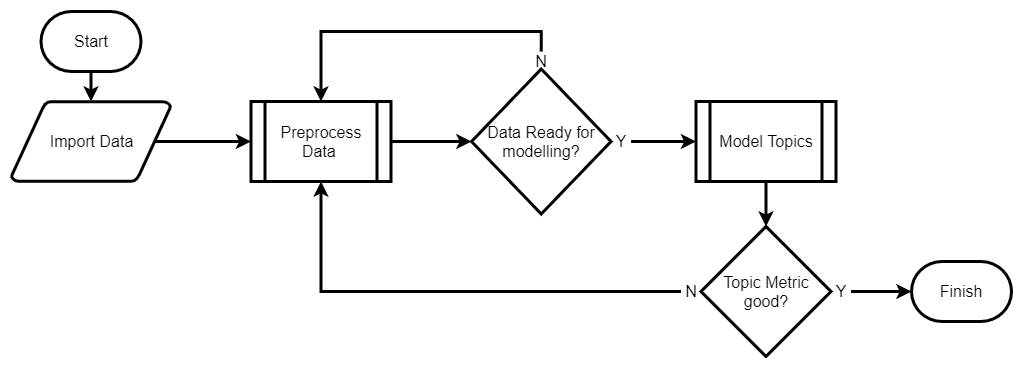 Start
Import Data
Preprocess
Data
N
Data Ready for
modelling?
Y
Model Topics
N
Topic Metric
good?
Y
Finish